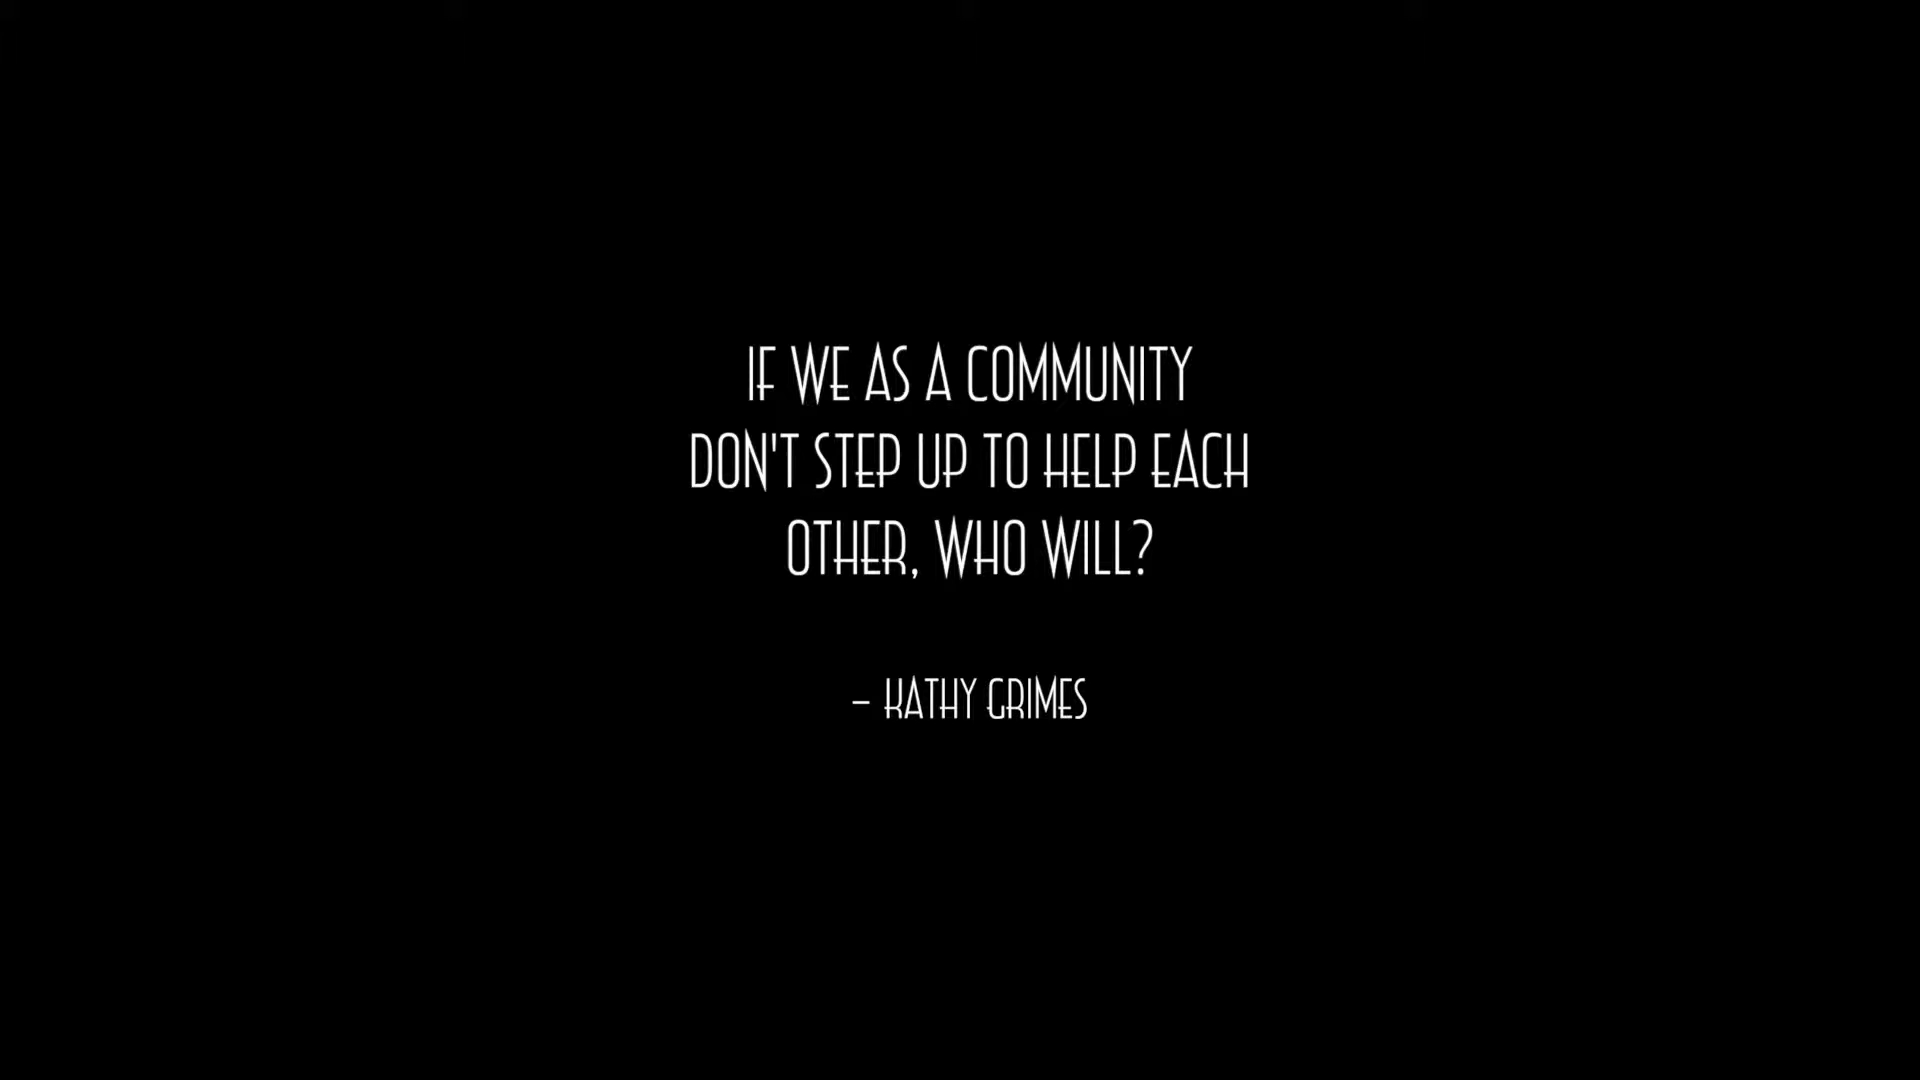 IF WE AS A COMMUNITY
DON'T STEP UP TO HELP EACH
OTHER, WHO WILL?
– KATHY GRIMES